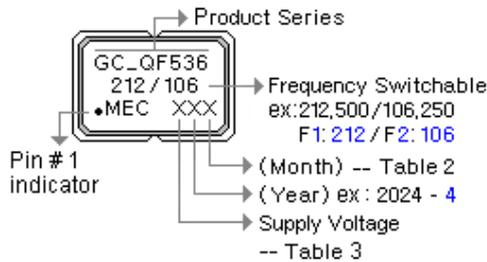 Product Series
GC_QF536
212/106
•MEC XXX
Frequency Switchable
ex:212,500/106,250
F1:212/F2:106
Pin #1
indicator
(Month) -- Table 2
(Year) ex: 2024 - 4
Supply Voltage
-- Table 3